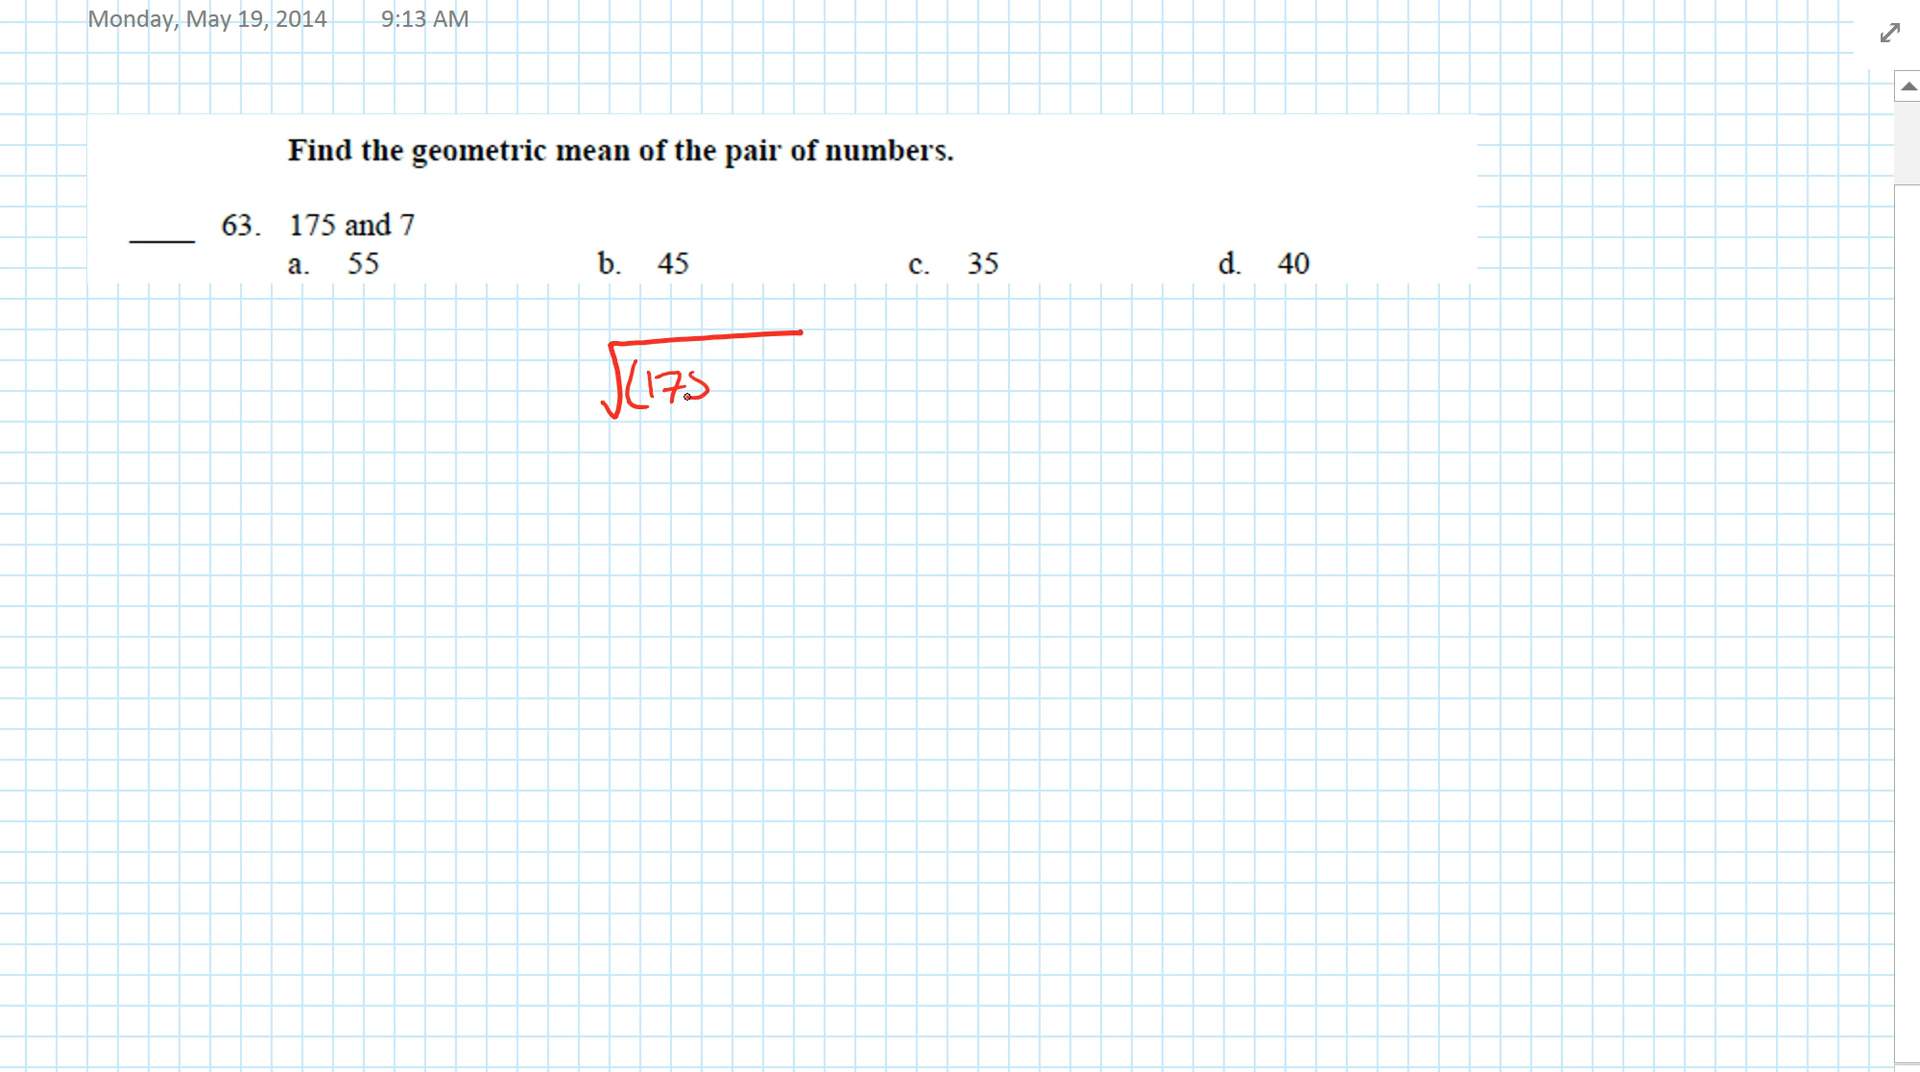 Monday, May 19, 2014 9:13 AM
Find the geometric mean of the pair of numbers.
____ 63. 175 and 7
a. 55 b. 45 c. 35 d. 40
√(175